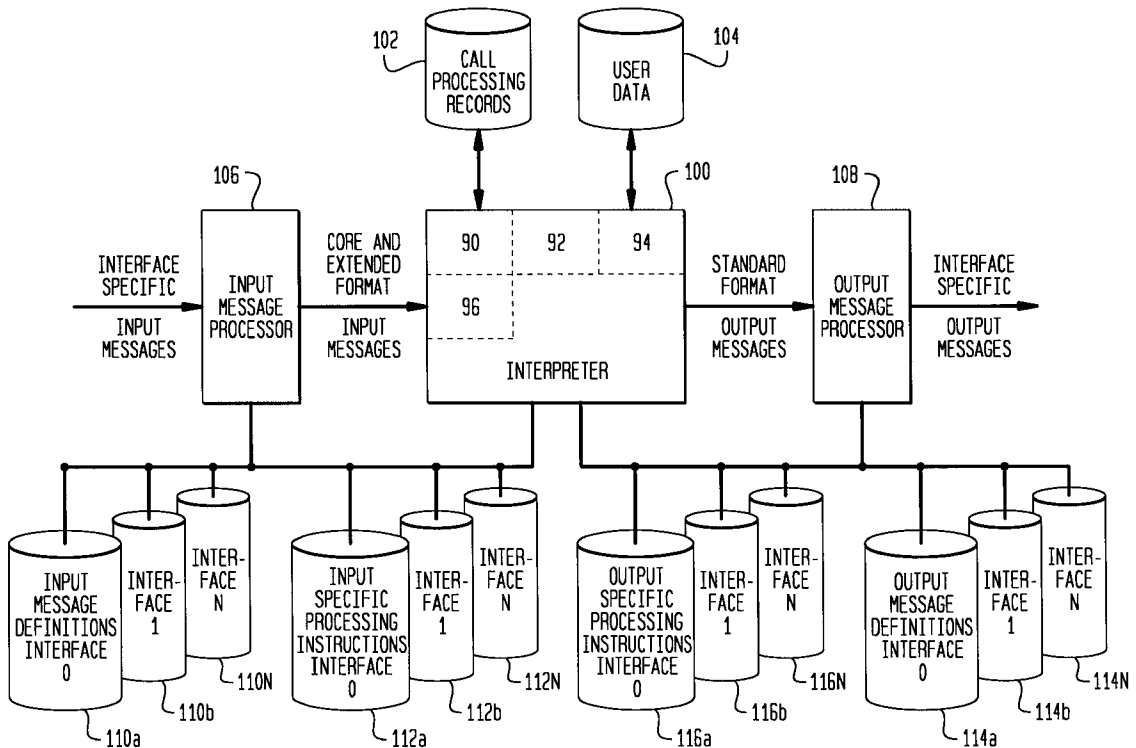 102
CALL
PROCESSING
RECORDS
104
USER
DATA
106
100
108
INTERFACE
SPECIFIC
INPUT
MESSAGES
INPUT
MESSAGE
PROCESSOR
CORE AND
EXTENDED
FORMAT
INPUT
MESSAGES
90
92
94
96
INTERPRETER
STANDARD
FORMAT
OUTPUT
MESSAGES
OUTPUT
MESSAGE
PROCESSOR
INTERFACE
SPECIFIC
OUTPUT
MESSAGES
INPUT
MESSAGE
DEFINITIONS
INTERFACE
0
INTER-
FACE
1
INTER-
FACE
N
INPUT
SPECIFIC
PROCESSING
INSTRUCTIONS
INTERFACE
0
INTER-
FACE
1
INTER-
FACE
N
OUTPUT
SPECIFIC
PROCESSING
INSTRUCTIONS
INTERFACE
0
INTER-
FACE
1
INTER-
FACE
N
OUTPUT
MESSAGE
DEFINITIONS
INTERFACE
0
INTER-
FACE
1
INTER-
FACE
N
110a
110b
110N
112a
112b
112N
116a
116b
116N
114a
114b
114N